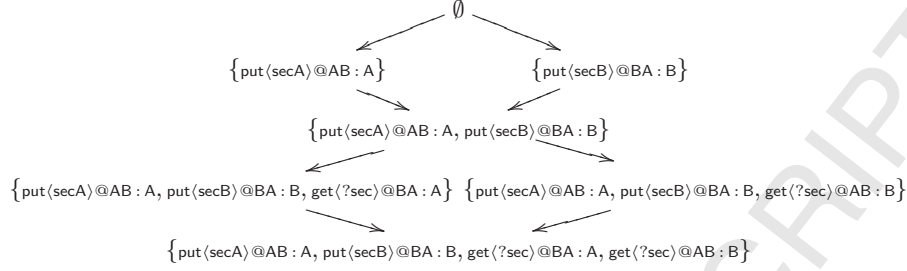 ∅
{put⟨secA⟩@AB : A} {put⟨secB⟩@BA : B}
{put⟨secA⟩@AB : A, put⟨secB⟩@BA : B}
{put⟨secA⟩@AB : A, put⟨secB⟩@BA : B, get⟨?sec⟩@BA : A} {put⟨secA⟩@AB : A, put⟨secB⟩@BA : B, get⟨?sec⟩@AB : B}
{put⟨secA⟩@AB : A, put⟨secB⟩@BA : B, get⟨?sec⟩@BA : A, get⟨?sec⟩@AB : B}
CRIPT